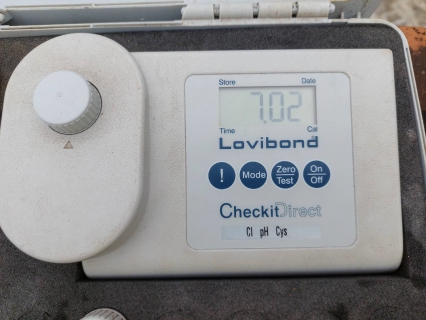 Store Date
7.02
Time Cal
Lovibond
! Mode Zero Test On Off
CheckitDirect
Cl pH Cys